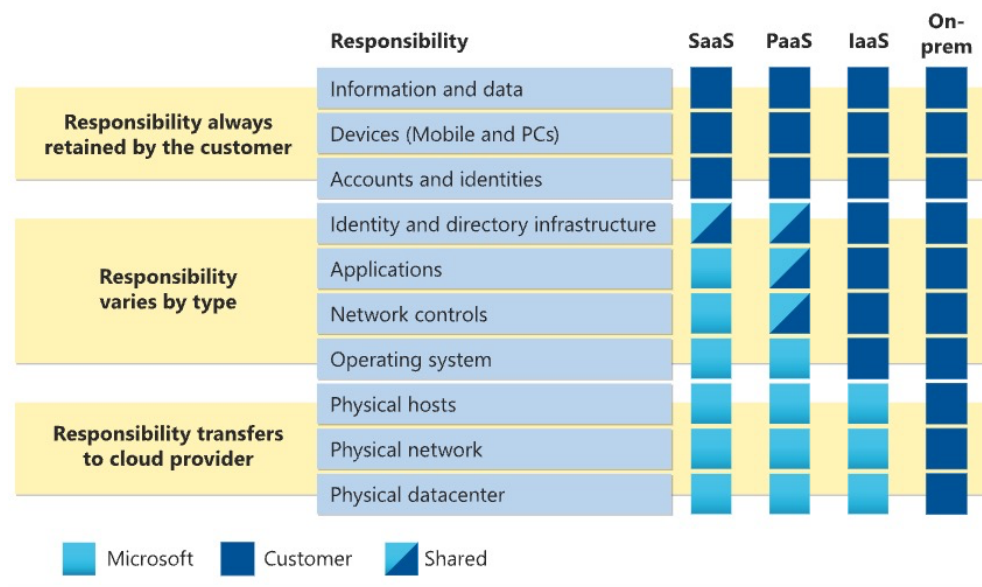 Responsibility SaaS PaaS IaaS On-
prem
Responsibility always
retained by the customer
Information and data
Devices (Mobile and PCs)
Accounts and identities
Responsibility
varies by type
Identity and directory infrastructure
Applications
Network controls
Operating system
Responsibility transfers
to cloud provider
Physical hosts
Physical network
Physical datacenter
Microsoft Customer Shared